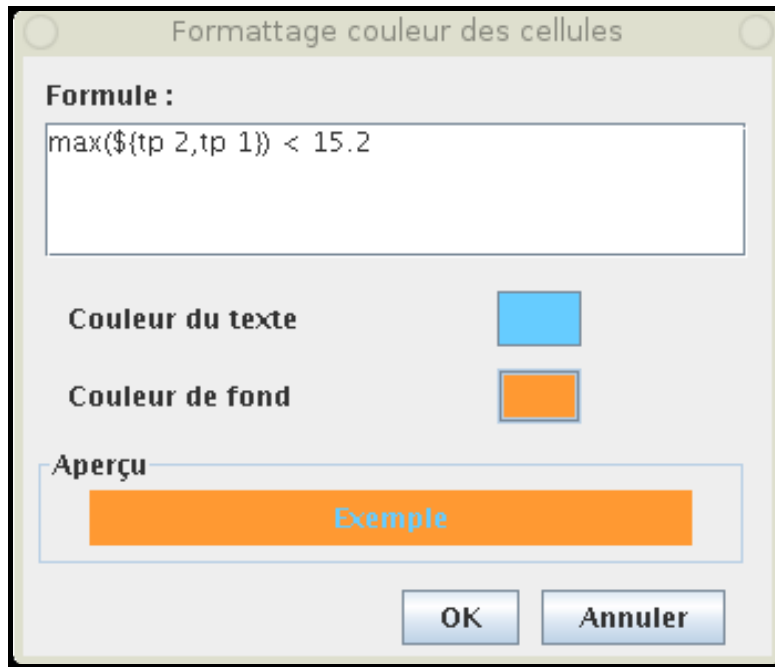 Formattage couleur des cellules
Formule :
max(${tp 2,tp 1}) < 15.2
Couleur du texte
Couleur de fond
Aperçu
Exemple
OK Annuler